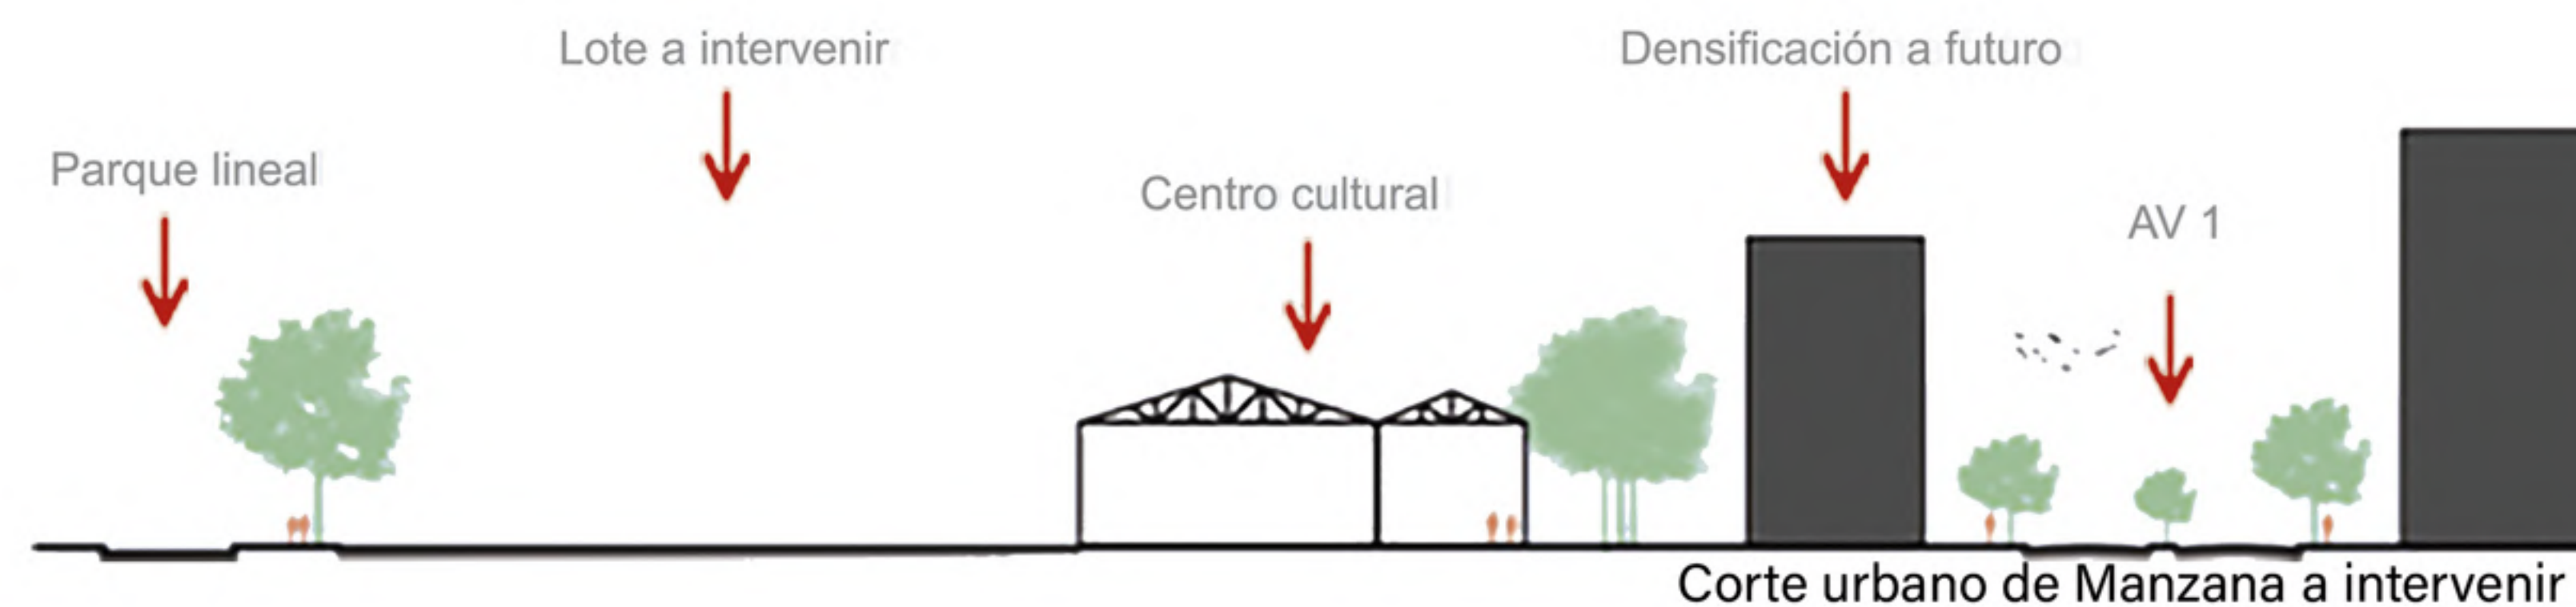 Parque lineal
Lote a intervenir
Centro cultural
Densificación a futuro
AV 1
Corte urbano de Manzana a intervenir